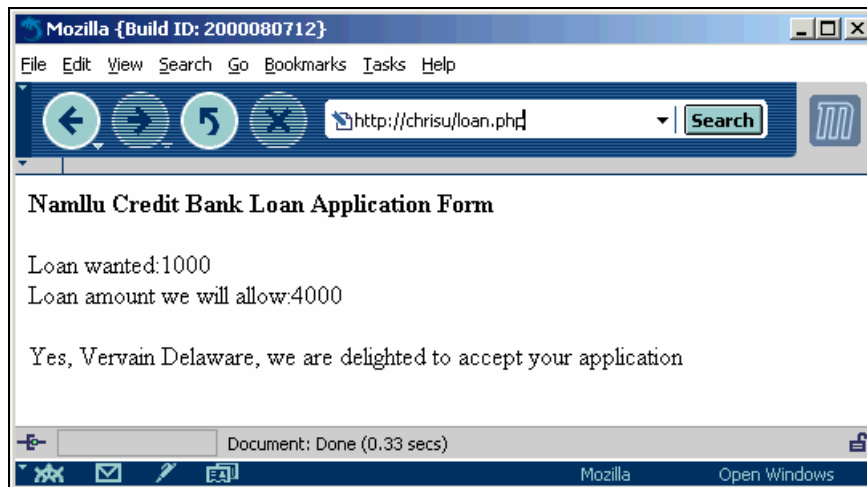 Mozilla {Build ID: 2000080712}
File Edit View Search Go Bookmarks Tasks Help
http://chrisu/loan.php Search
Namllu Credit Bank Loan Application Form
Loan wanted:1000
Loan amount we will allow:4000
Yes, Vervain Delaware, we are delighted to accept your application
Document: Done (0.33 secs)
Mozilla Open Windows